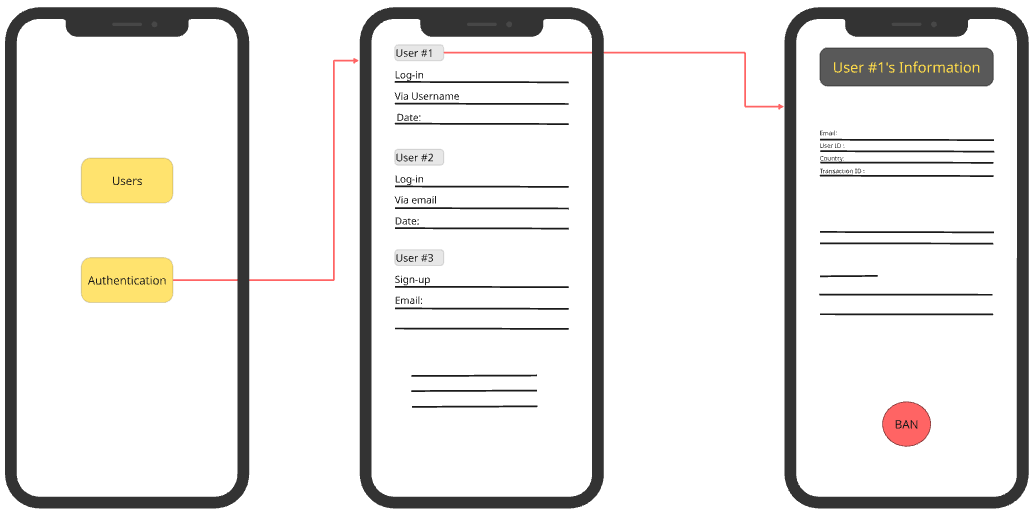 Users
Authentication
User #1
Log-in
Via Username
Date:
User #2
Log-in
Via email
Date:
User #3
Sign-up
Email:
User #1's Information
Email:
User ID :
Country:
Transaction ID :
BAN